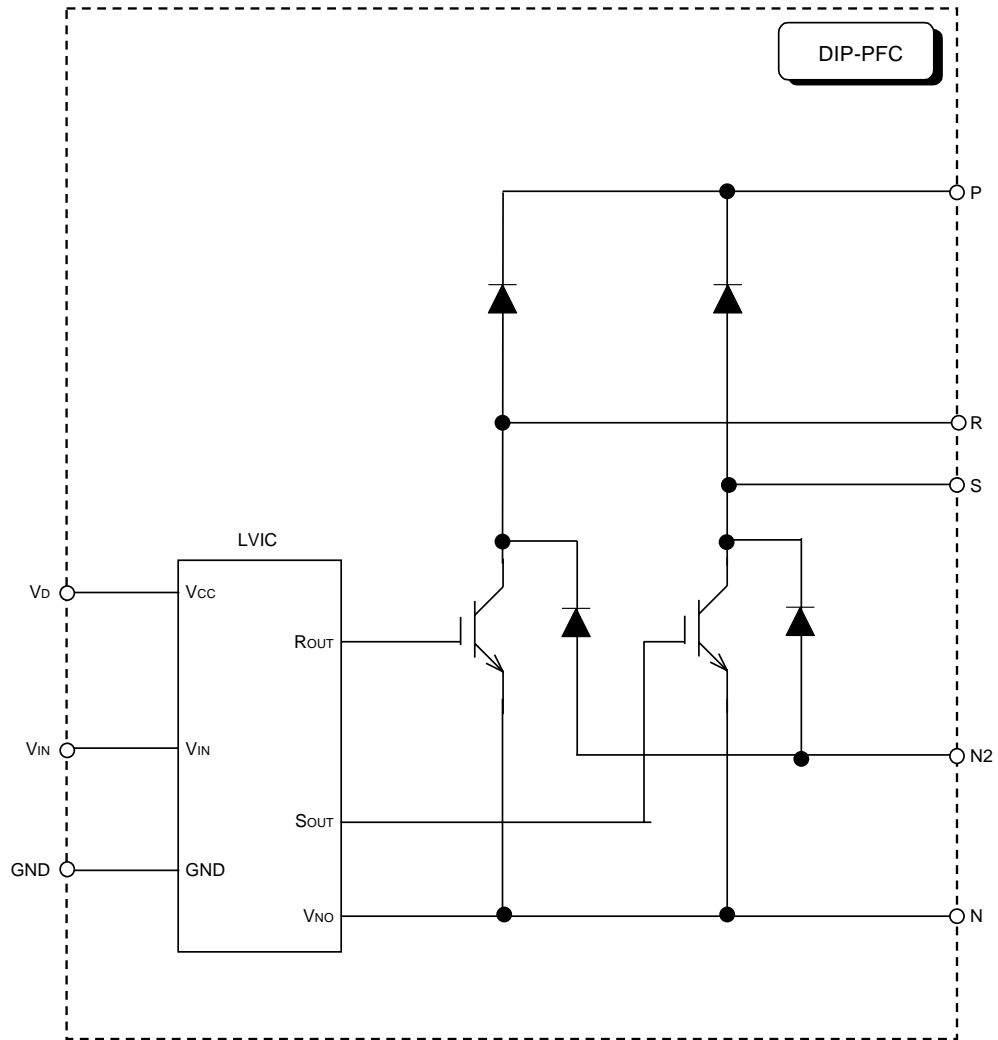 DIP-PFC
P
R
S
LVIC
VD
VCC
ROUT
VIN
VIN
N2
SOUT
GND
GND
VNO
N